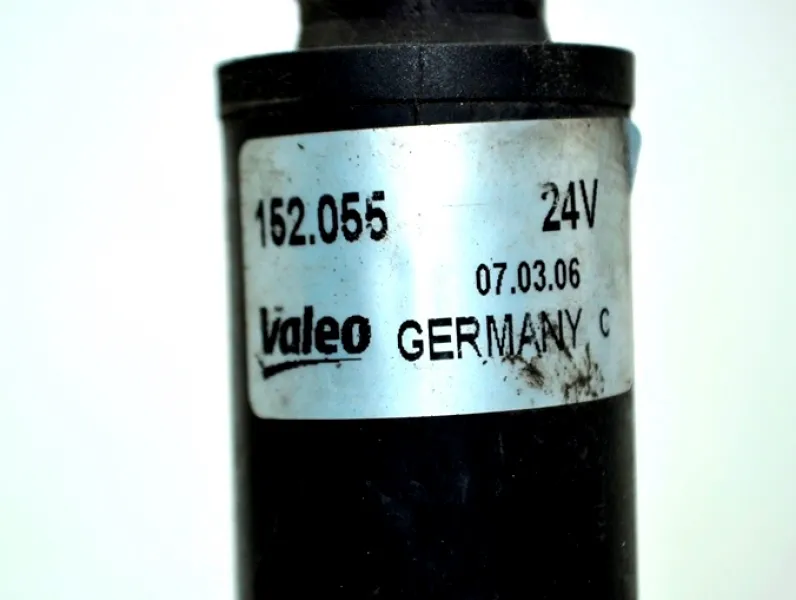 152.055 24V
07.03.06
Valeo GERMANY C